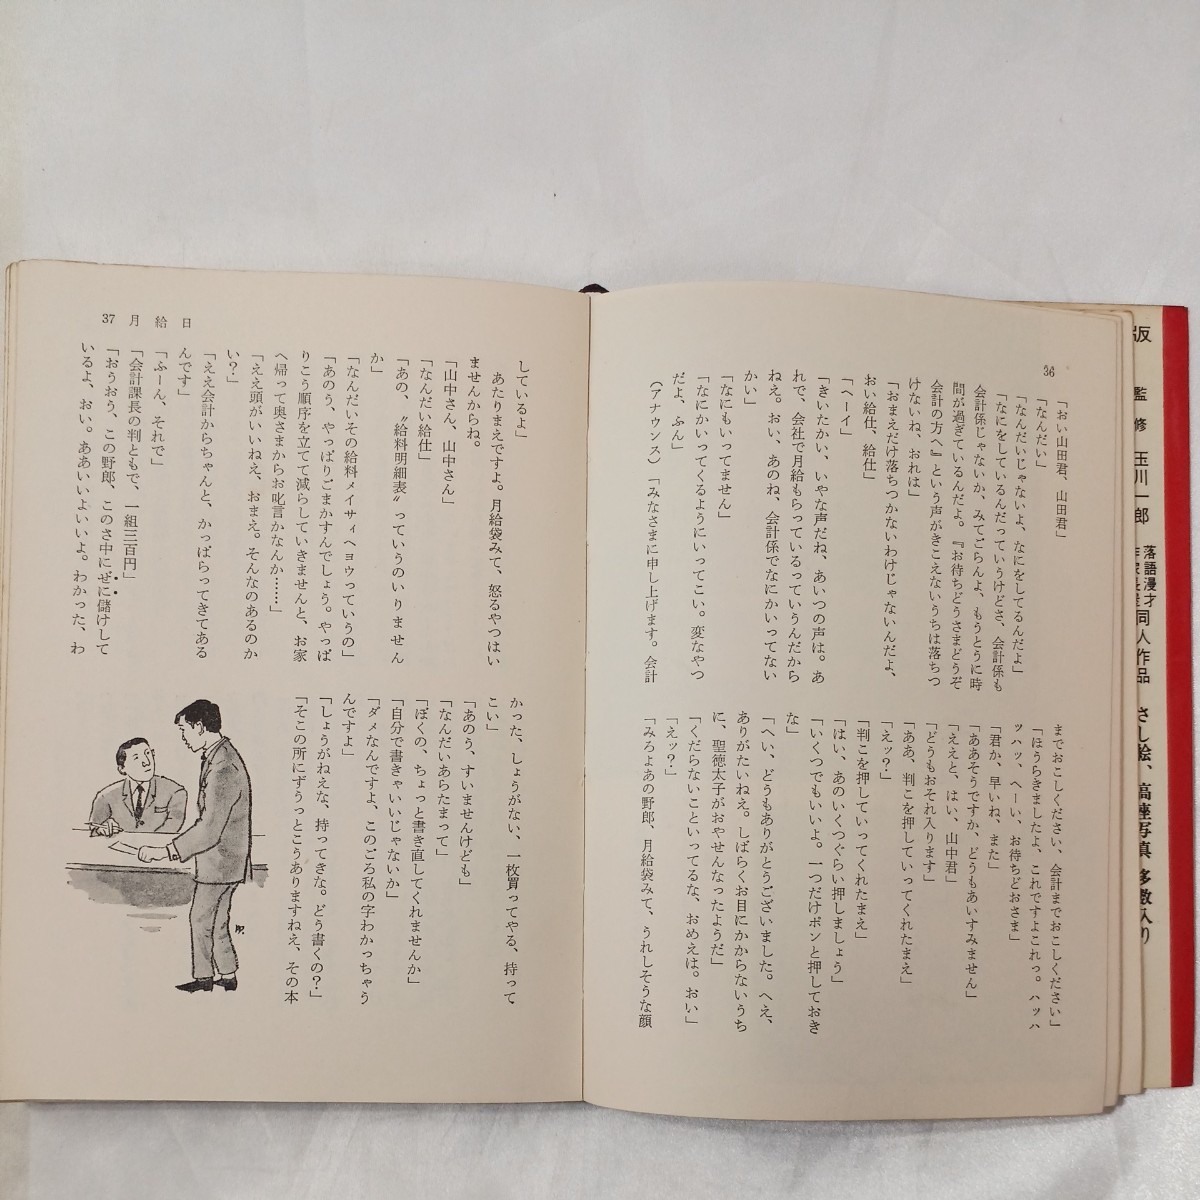 36
「おい山田君、山田君」
「なんだい」
「なんだいじゃないよ、なにをしてるんだよ」
「なにをしているんだっていうけどさ、会計係も
会計係じゃないか、みてごらんよ、もうとうに時
間が過ぎているんだよ。『お待ちどうさまどうぞ
会計の方へ』という声がきこえないうちは落ちつ
けないね、おれは」
「おまえだけ落ちつかないわけじゃないんだよ、
おい給仕、給仕」
「ヘーイ」
「きいたかい、いやな声だね、あいつの声は。あ
れで、会社で月給もらっているっていうんだから
ねえ。おい、あのね、会計係でなにかいってない
かい」
「なにもいってません」
「なにかいってくるようにいってこい。変なやつ
だよ、ふん」
（アナウンス）「みなさまに申し上げます。会計
までおこしください、会計までおこしください」
「ほうらきましたよ、これですよこれっ。ハッハ
ッハッ、ヘーい、お待ちどおさま」
「君か、早いね、また」
「ああそうですか、どうもあいすみません」
「ええと、はい、山中君」
「どうもおそれ入ります」
「ああ、判こを押していってくれたまえ」
「えッ？」
「判こを押していってくれたまえ」
「はい、あのいくつぐらい押しましょう」
「いくつでもいいよ。一つだけポンと押しておき
な」
「へい、どうもありがとうございました。へえ、
ありがたいねえ。しばらくお目にかからないうち
に、聖徳太子がおやせんなったようだ」
「くだらないこといってるな、おめえは。おい」
「えッ？」
「みろよあの野郎、月給袋みて、うれしそうな顔
37 月給日
しているよ」
あたりまえですよ。月給袋みて、怒るやつはい
ませんからね。
「山中さん、山中さん」
「なんだい給仕」
「あの、〝給料明細表〟っていうのいりません
か」
「なんだいその給料メイサィヘヨウっていうの」
「あのう、やっぱりごまかすんでしょう。やっぱ
りこう順序を立てて減らしていきませんと、お家
へ帰って奥さまからお叱言かなんか……」
「ええ頭がいいねえ、おまえ。そんなのあるのか
い？」
「ええ会計からちゃんと、かっぱらってきてある
んです」
「ふーん、それで」
「会計課長の判ともで、一組三百円」
「おうおう、この野郎、このさ中にぜに儲けして
いるよ、おい。ああいいよいいよ。わかった、わ
かった、しょうがない、一枚買ってやる、持って
こい」
「あのう、すいませんけども」
「なんだいあらたまって」
「ぼくの、ちょっと書き直してくれませんか」
「自分で書きゃいいじゃないか」
「ダメなんですよ、このごろ私の字わかっちゃう
んですよ」
「しょうがねえな、持ってきな。どう書くの？」
「そこの所にずうっとこうありますねえ、その本
版
監修 玉川一郎
落語漫才
作家長屋
同人作品
さし絵、高座写真多数入り